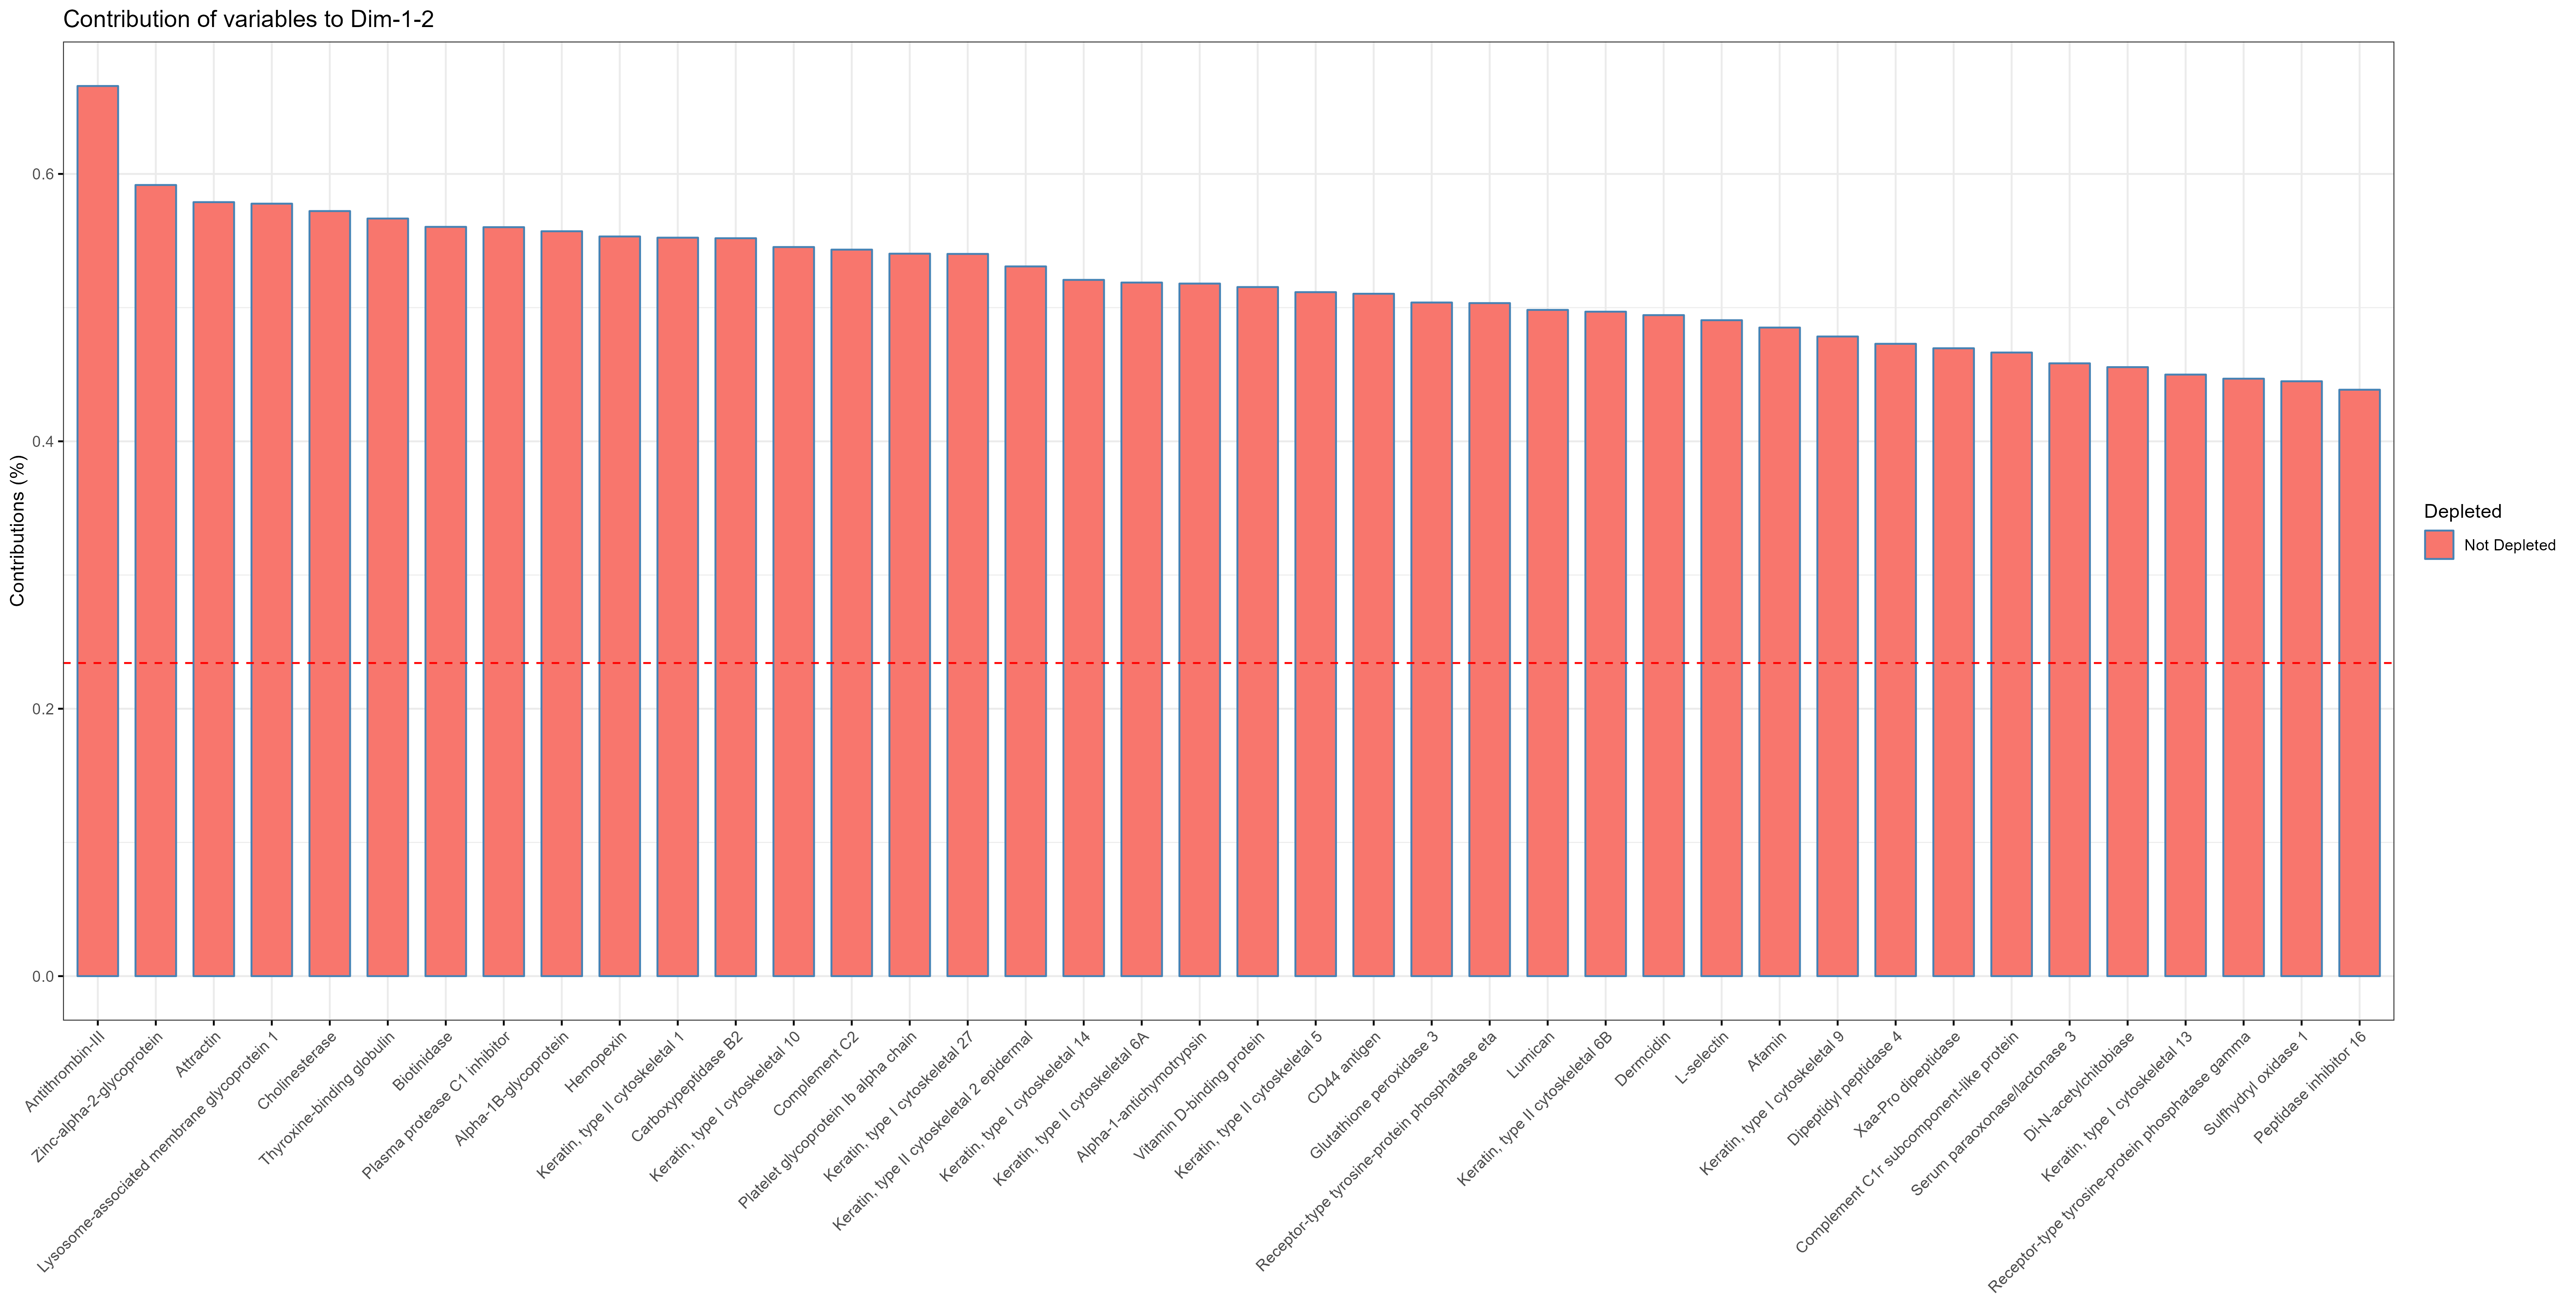 Contribution of variables to Dim-1-2
Contributions (%)
0.6
0.4
0.2
0.0
Antithrombin-III
Zinc-alpha-2-glycoprotein
Attractin
Lysosome-associated membrane glycoprotein 1
Cholinesterase
Thyroxine-binding globulin
Biotinidase
Plasma protease C1 inhibitor
Alpha-1B-glycoprotein
Hemopexin
Keratin, type II cytoskeletal 1
Carboxypeptidase B2
Keratin, type I cytoskeletal 10
Complement C2
Platelet glycoprotein Ib alpha chain
Keratin, type I cytoskeletal 27
Keratin, type II cytoskeletal 2 epidermal
Keratin, type I cytoskeletal 14
Keratin, type II cytoskeletal 6A
Alpha-1-antichymotrypsin
Vitamin D-binding protein
Keratin, type II cytoskeletal 5
CD44 antigen
Glutathione peroxidase 3
Receptor-type tyrosine-protein phosphatase eta
Lumican
Keratin, type II cytoskeletal 6B
Dermcidin
L-selectin
Afamin
Keratin, type I cytoskeletal 9
Dipeptidyl peptidase 4
Xaa-Pro dipeptidase
Complement C1r subcomponent-like protein
Serum paraoxonase/lactonase 3
Di-N-acetylchitobiase
Keratin, type I cytoskeletal 13
Receptor-type tyrosine-protein phosphatase gamma
Sulfhydryl oxidase 1
Peptidase inhibitor 16
Depleted
Not Depleted